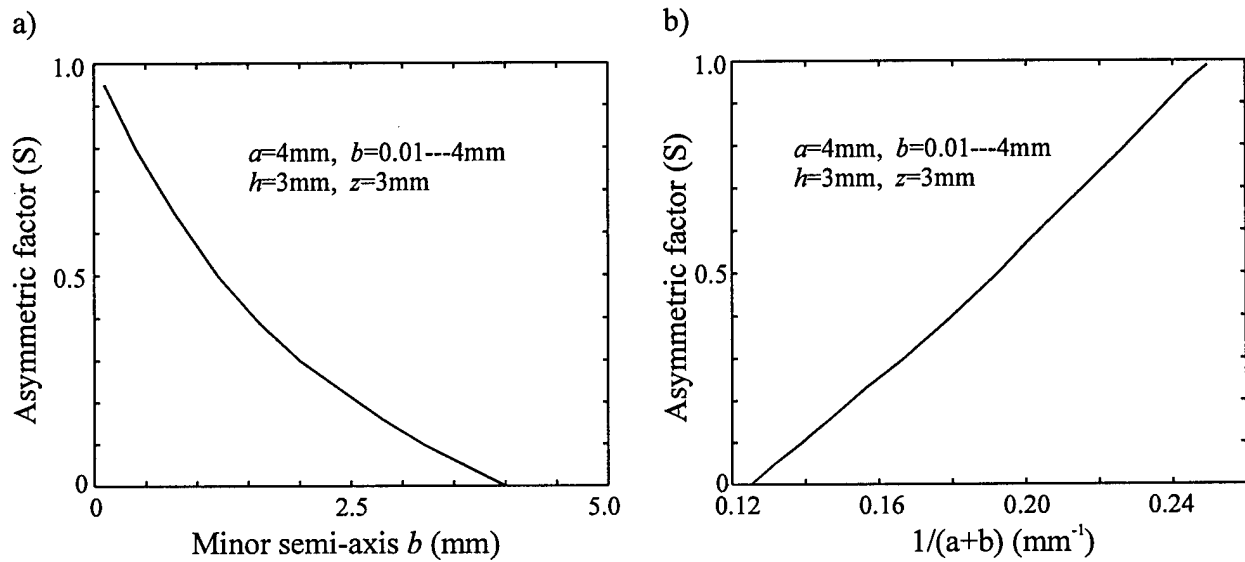 a)
1.0
0.5
0
Asymmetric factor (S)
a=4mm, b=0.01---4mm
h=3mm, z=3mm
0 2.5 5.0
Minor semi-axis b (mm)
b)
1.0
0.5
0
Asymmetric factor (S)
a=4mm, b=0.01---4mm
h=3mm, z=3mm
0.12 0.16 0.20 0.24
1/(a+b) (mm⁻¹)